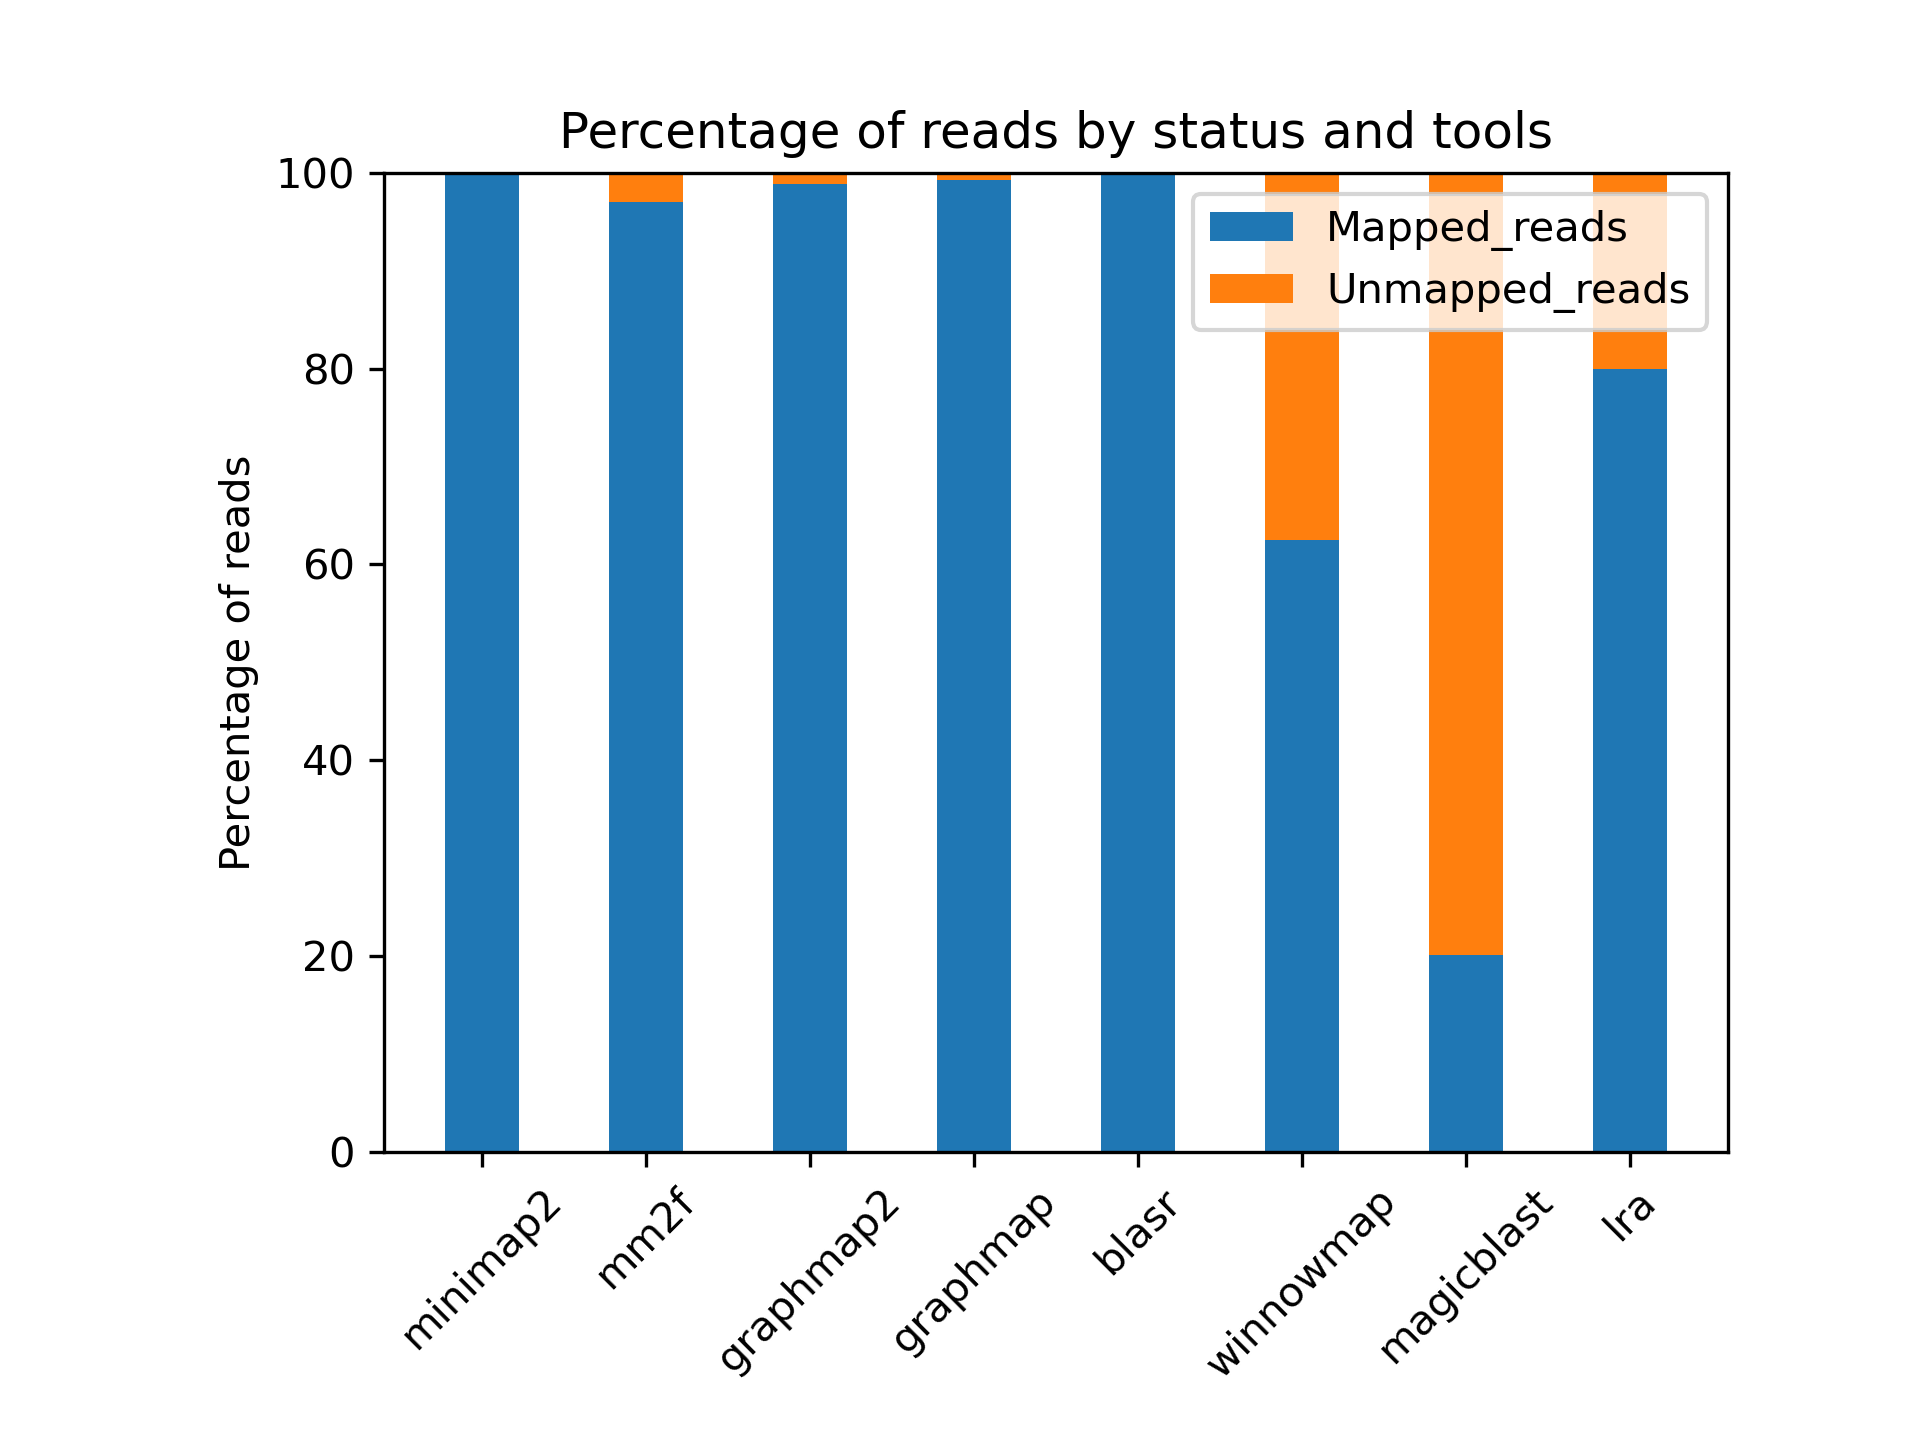 Percentage of reads by status and tools
Percentage of reads
100
80
60
40
20
0
Mapped_reads
Unmapped_reads
minimap2
mm2f
graphmap2
graphmap
blasr
winnowmap
magicblast
lra